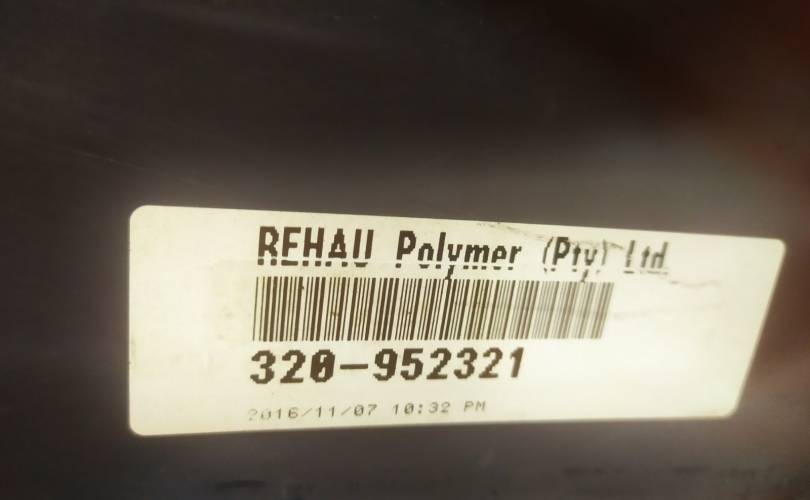 REHAU Polymer (Pty) Ltd
320-952321
2016/11/07 10:32 PM